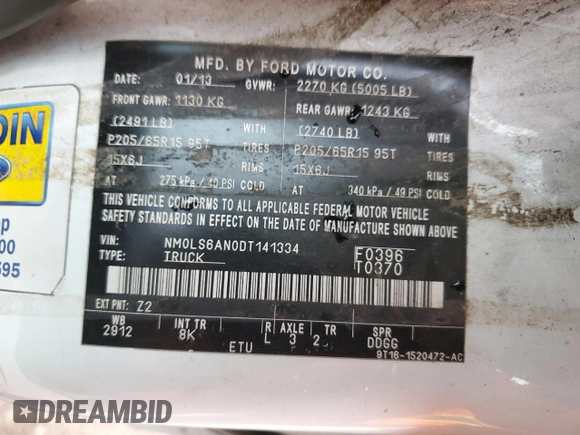 MFD. BY FORD MOTOR CO.
DATE: 01/13 GVWR: 2270 KG (5005 LB)
FRONT GAWR: 1130 KG REAR GAWR: 1243 KG
(2491 LB) WITH (2740 LB) WITH
P205/65R15 95T TIRES P205/65R15 95T TIRES
15X6J RIMS 15X6J RIMS
AT 275 kPa / 40 PSI COLD AT 340 kPa / 49 PSI COLD
THIS VEHICLE CONFORMS TO ALL APPLICABLE FEDERAL MOTOR VEHICLE
SAFETY STANDARDS IN EFFECT ON THE DATE OF MANUFACTURE SHOWN ABOVE.
VIN: NM0LS6AN0DT141334 F0396
TYPE: TRUCK T0370
EXT PNT: Z2
WB INT TR R AXLE TR SPR
2912 8K L 3 2 DDGG
ETU 9T16-1520472-AC
DIN
op
00
595
DREAMBID